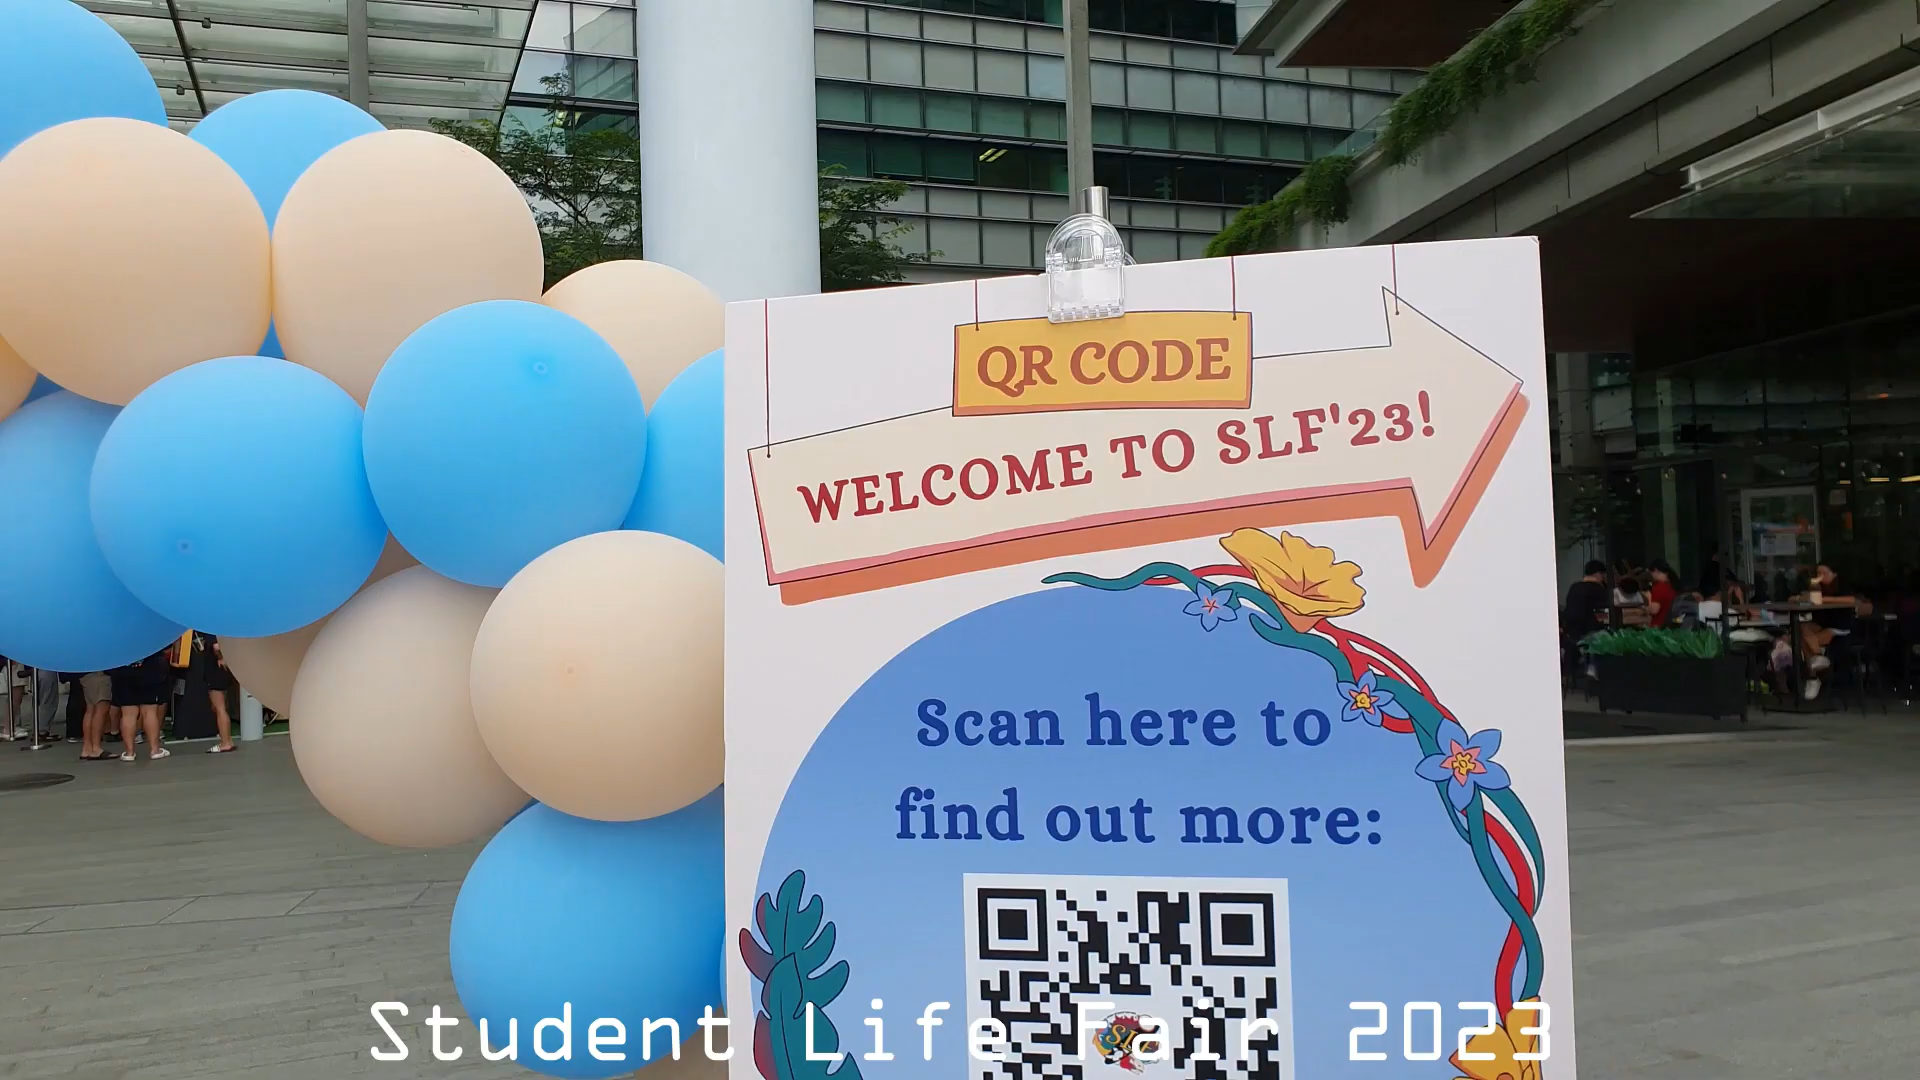 QR CODE
WELCOME TO SLF'23!
Scan here to
find out more:
Student Life Fair 2023